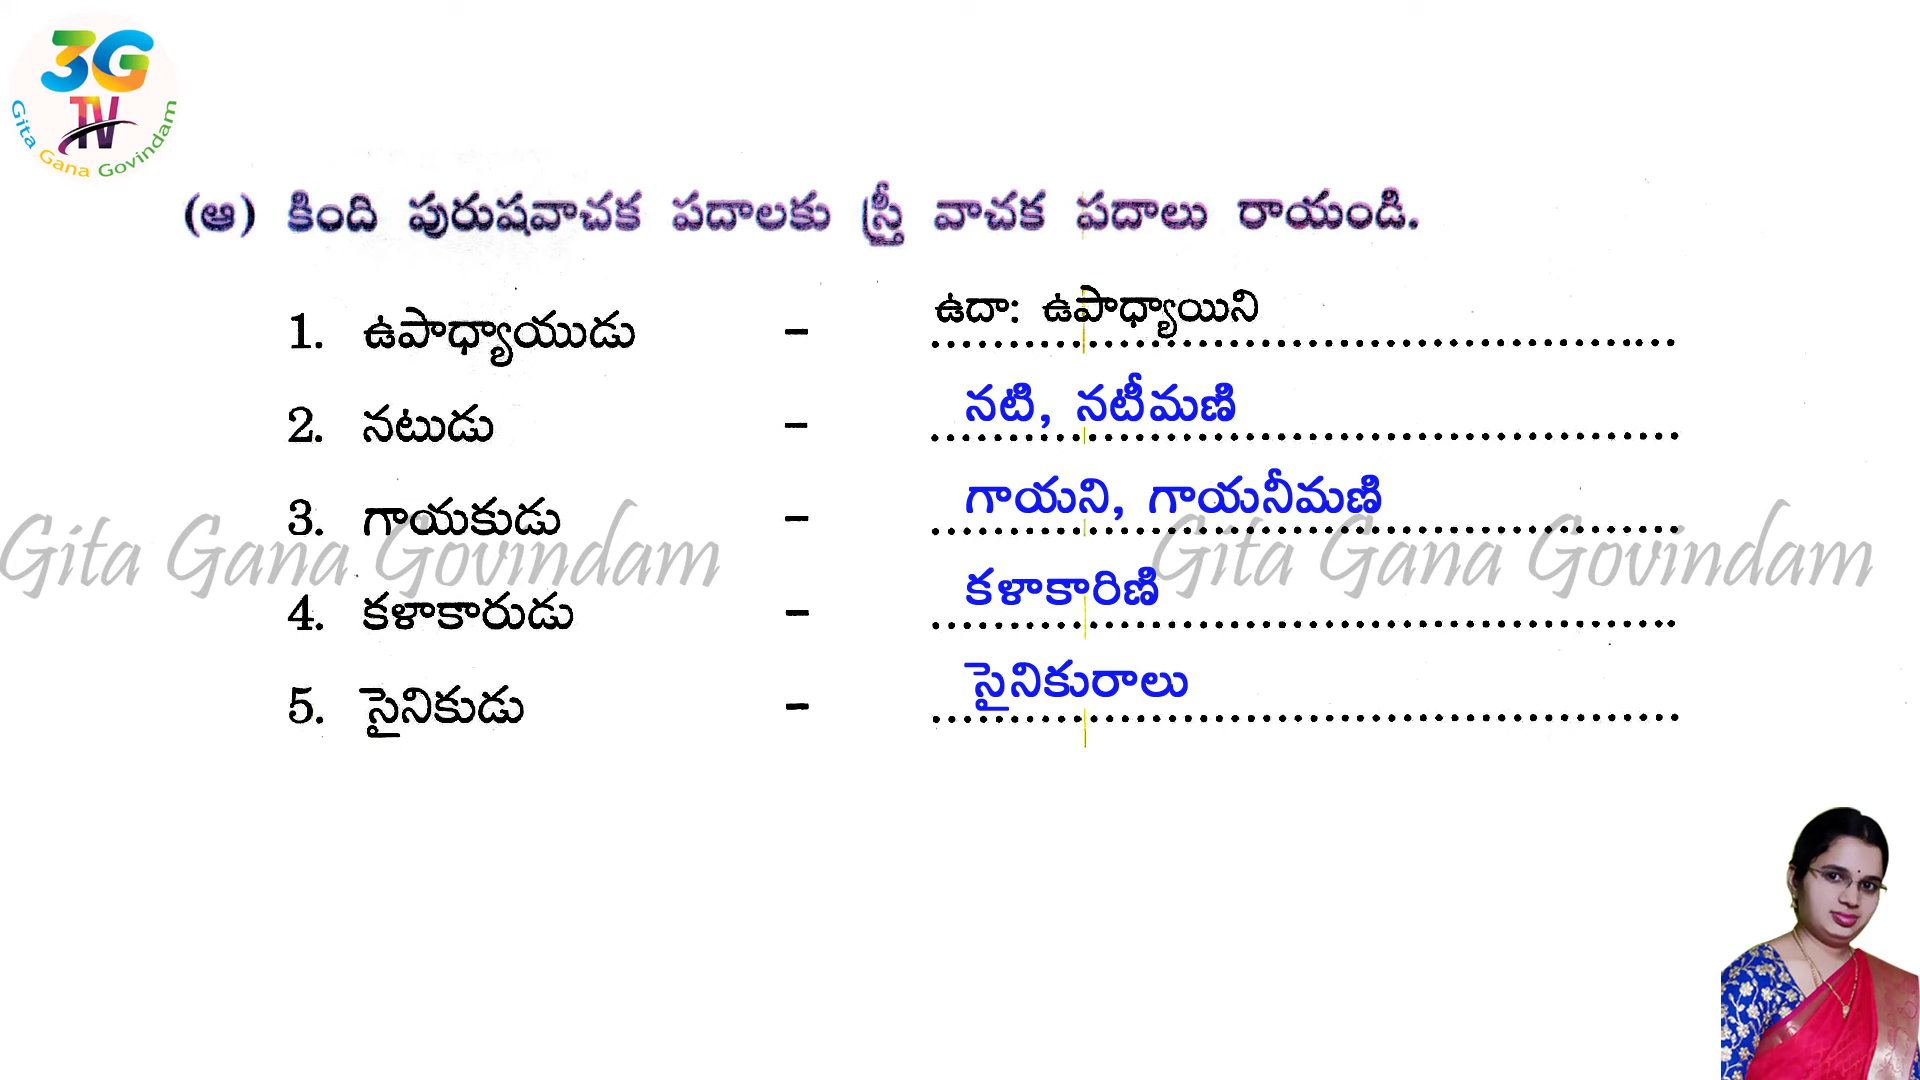 3G
TV
Gita Gana Govindam
(ఆ) కింది పురుషవాచక పదాలకు స్త్రీ వాచక పదాలు రాయండి.
1. ఉపాధ్యాయుడు – ఉదా: ఉపాధ్యాయిని
2. నటుడు – నటి, నటీమణి
3. గాయకుడు – గాయని, గాయనీమణి
Gita Gana Govindam Gita Gana Govindam
4. కళాకారుడు – కళాకారిణి
5. సైనికుడు – సైనికురాలు